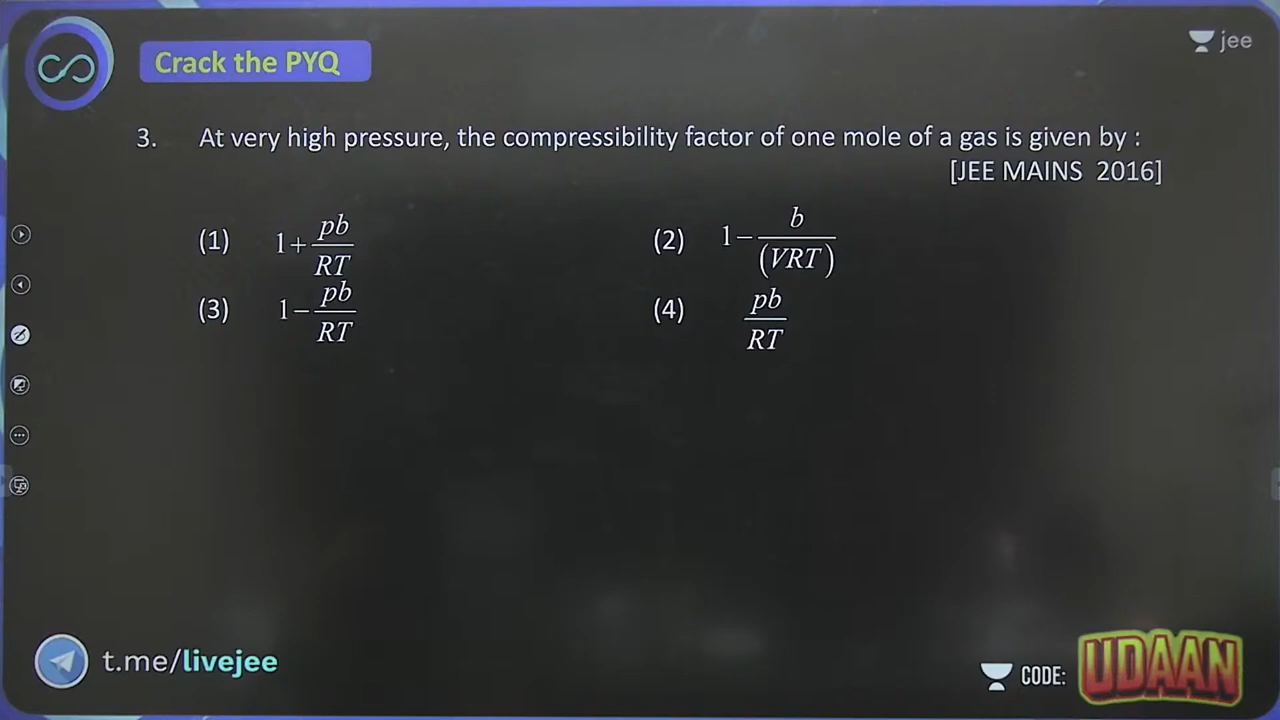 Crack the PYQ
jee
3. At very high pressure, the compressibility factor of one mole of a gas is given by :
[JEE MAINS 2016]
(1) 1+ pb/RT (2) 1− b/(VRT)
(3) 1− pb/RT (4) pb/RT
t.me/livejee
CODE: UDAAN